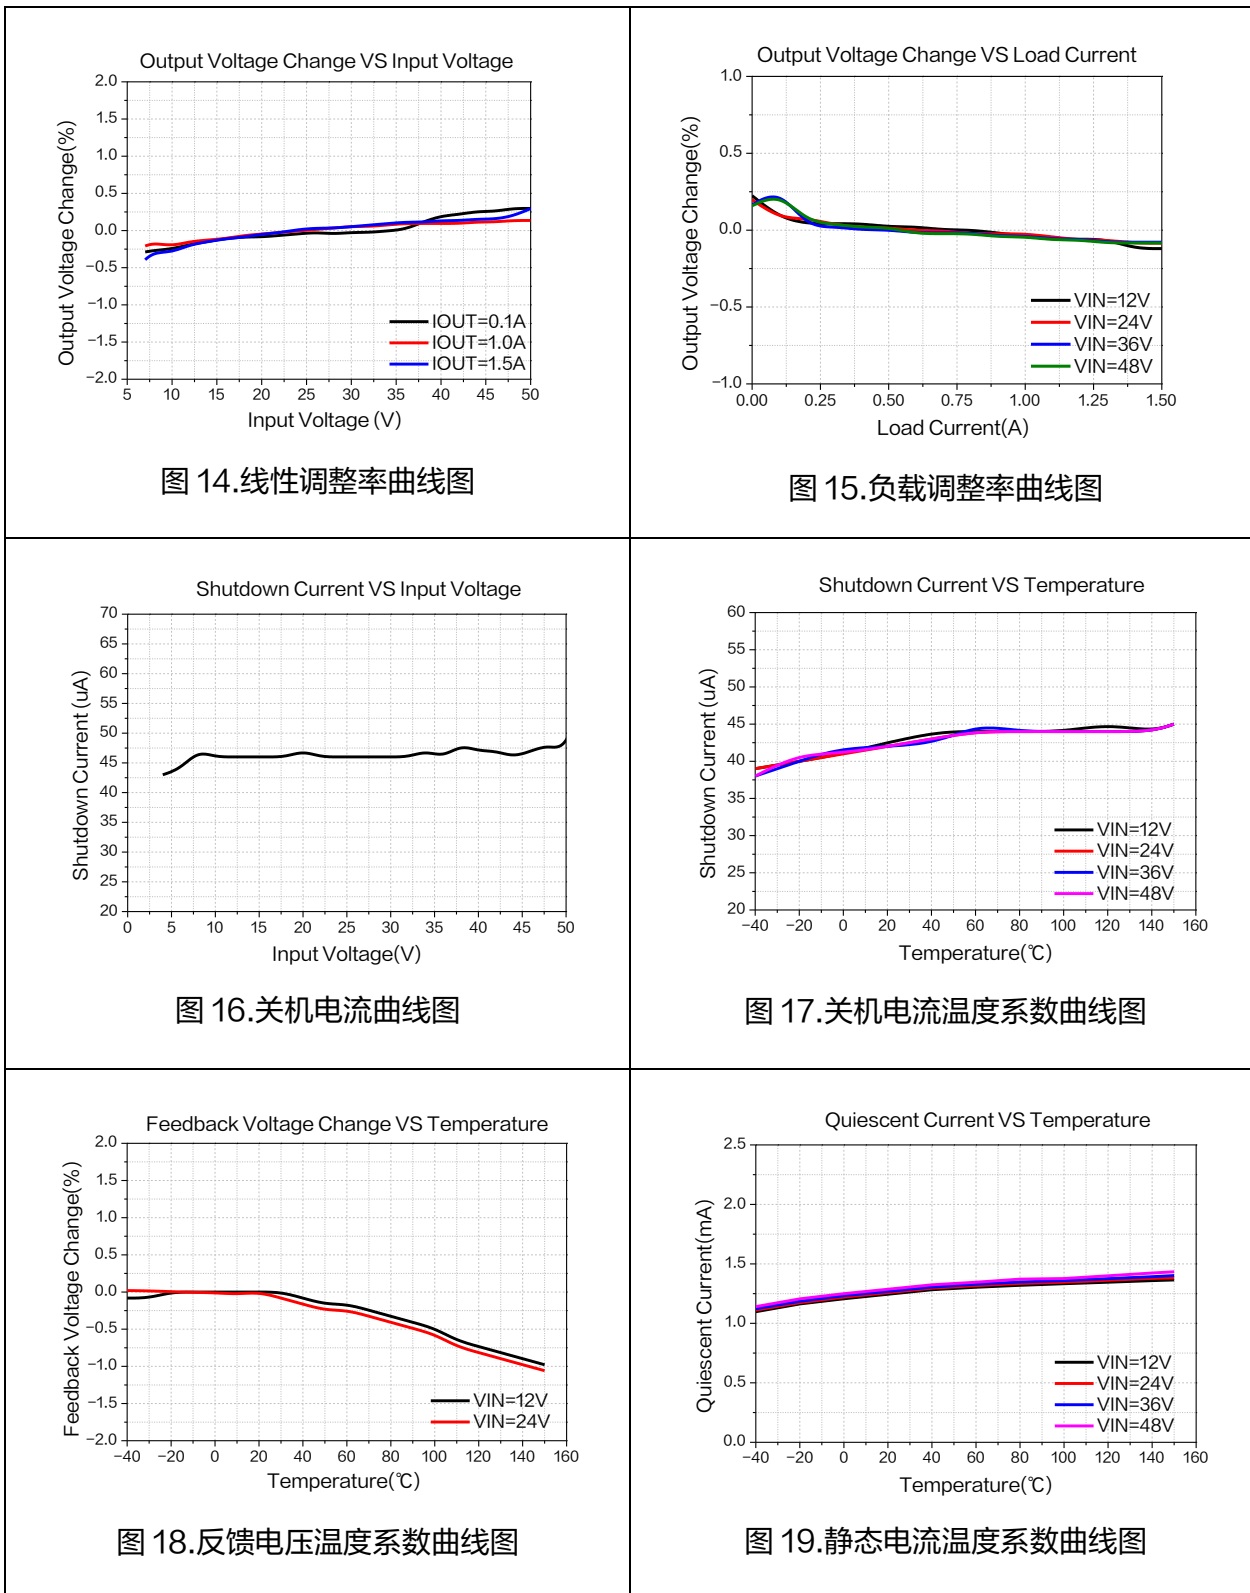 Output Voltage Change VS Input Voltage
Output Voltage Change(%)
2.0
1.5
1.0
0.5
0.0
−0.5
−1.0
−1.5
−2.0
IOUT=0.1A
IOUT=1.0A
IOUT=1.5A
5 10 15 20 25 30 35 40 45 50
Input Voltage (V)
图 14.线性调整率曲线图
Output Voltage Change VS Load Current
Output Voltage Change(%)
1.0
0.5
0.0
−0.5
−1.0
VIN=12V
VIN=24V
VIN=36V
VIN=48V
0.00 0.25 0.50 0.75 1.00 1.25 1.50
Load Current(A)
图 15.负载调整率曲线图
Shutdown Current VS Input Voltage
Shutdown Current (uA)
70
65
60
55
50
45
40
35
30
25
20
0 5 10 15 20 25 30 35 40 45 50
Input Voltage(V)
图 16.关机电流曲线图
Shutdown Current VS Temperature
Shutdown Current (uA)
60
55
50
45
40
35
30
25
20
VIN=12V
VIN=24V
VIN=36V
VIN=48V
−40 −20 0 20 40 60 80 100 120 140 160
Temperature(℃)
图 17.关机电流温度系数曲线图
Feedback Voltage Change VS Temperature
Feedback Voltage Change(%)
2.0
1.5
1.0
0.5
0.0
−0.5
−1.0
−1.5
−2.0
VIN=12V
VIN=24V
−40 −20 0 20 40 60 80 100 120 140 160
Temperature(℃)
图 18.反馈电压温度系数曲线图
Quiescent Current VS Temperature
Quiescent Current(mA)
2.5
2.0
1.5
1.0
0.5
0.0
VIN=12V
VIN=24V
VIN=36V
VIN=48V
−40 −20 0 20 40 60 80 100 120 140 160
Temperature(℃)
图 19.静态电流温度系数曲线图